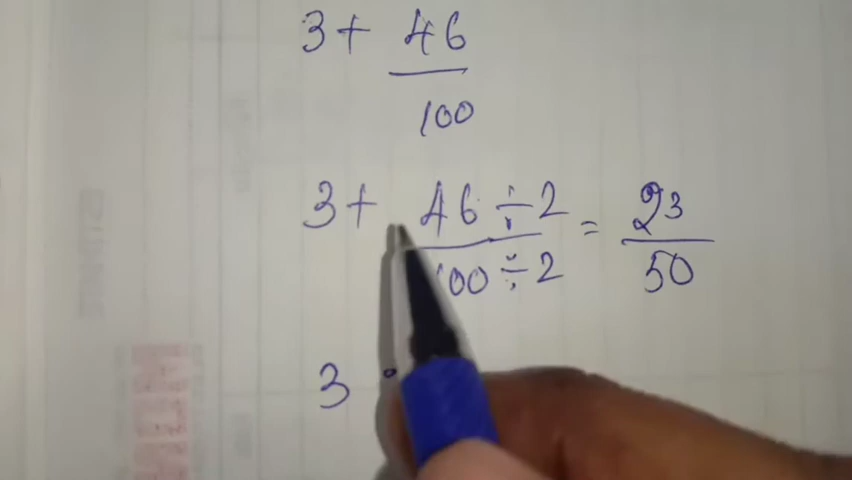 3 + 46
100
3 + 46 ÷ 2 = 23
100 ÷ 2 50
3